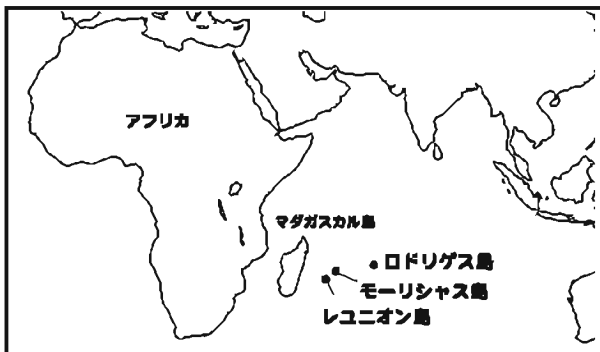 アフリカ
マダガスカル島
ロドリゲス島
モーリシャス島
レユニオン島